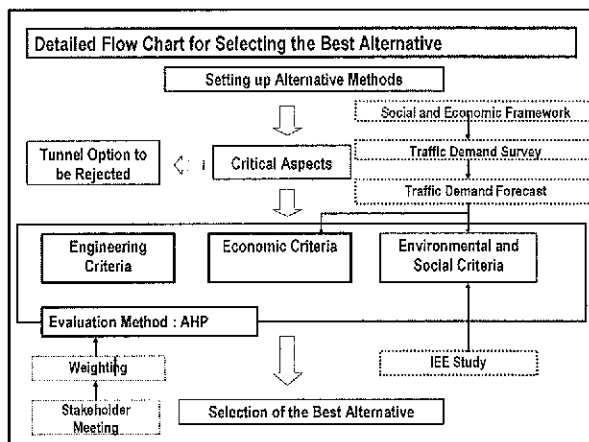 Detailed Flow Chart for Selecting the Best Alternative
Setting up Alternative Methods
Social and Economic Framework
Tunnel Option to
be Rejected
Critical Aspects
Traffic Demand Survey
Traffic Demand Forecast
Engineering
Criteria
Economic Criteria
Environmental and
Social Criteria
Evaluation Method : AHP
Weighting
IEE Study
Stakeholder
Meeting
Selection of the Best Alternative